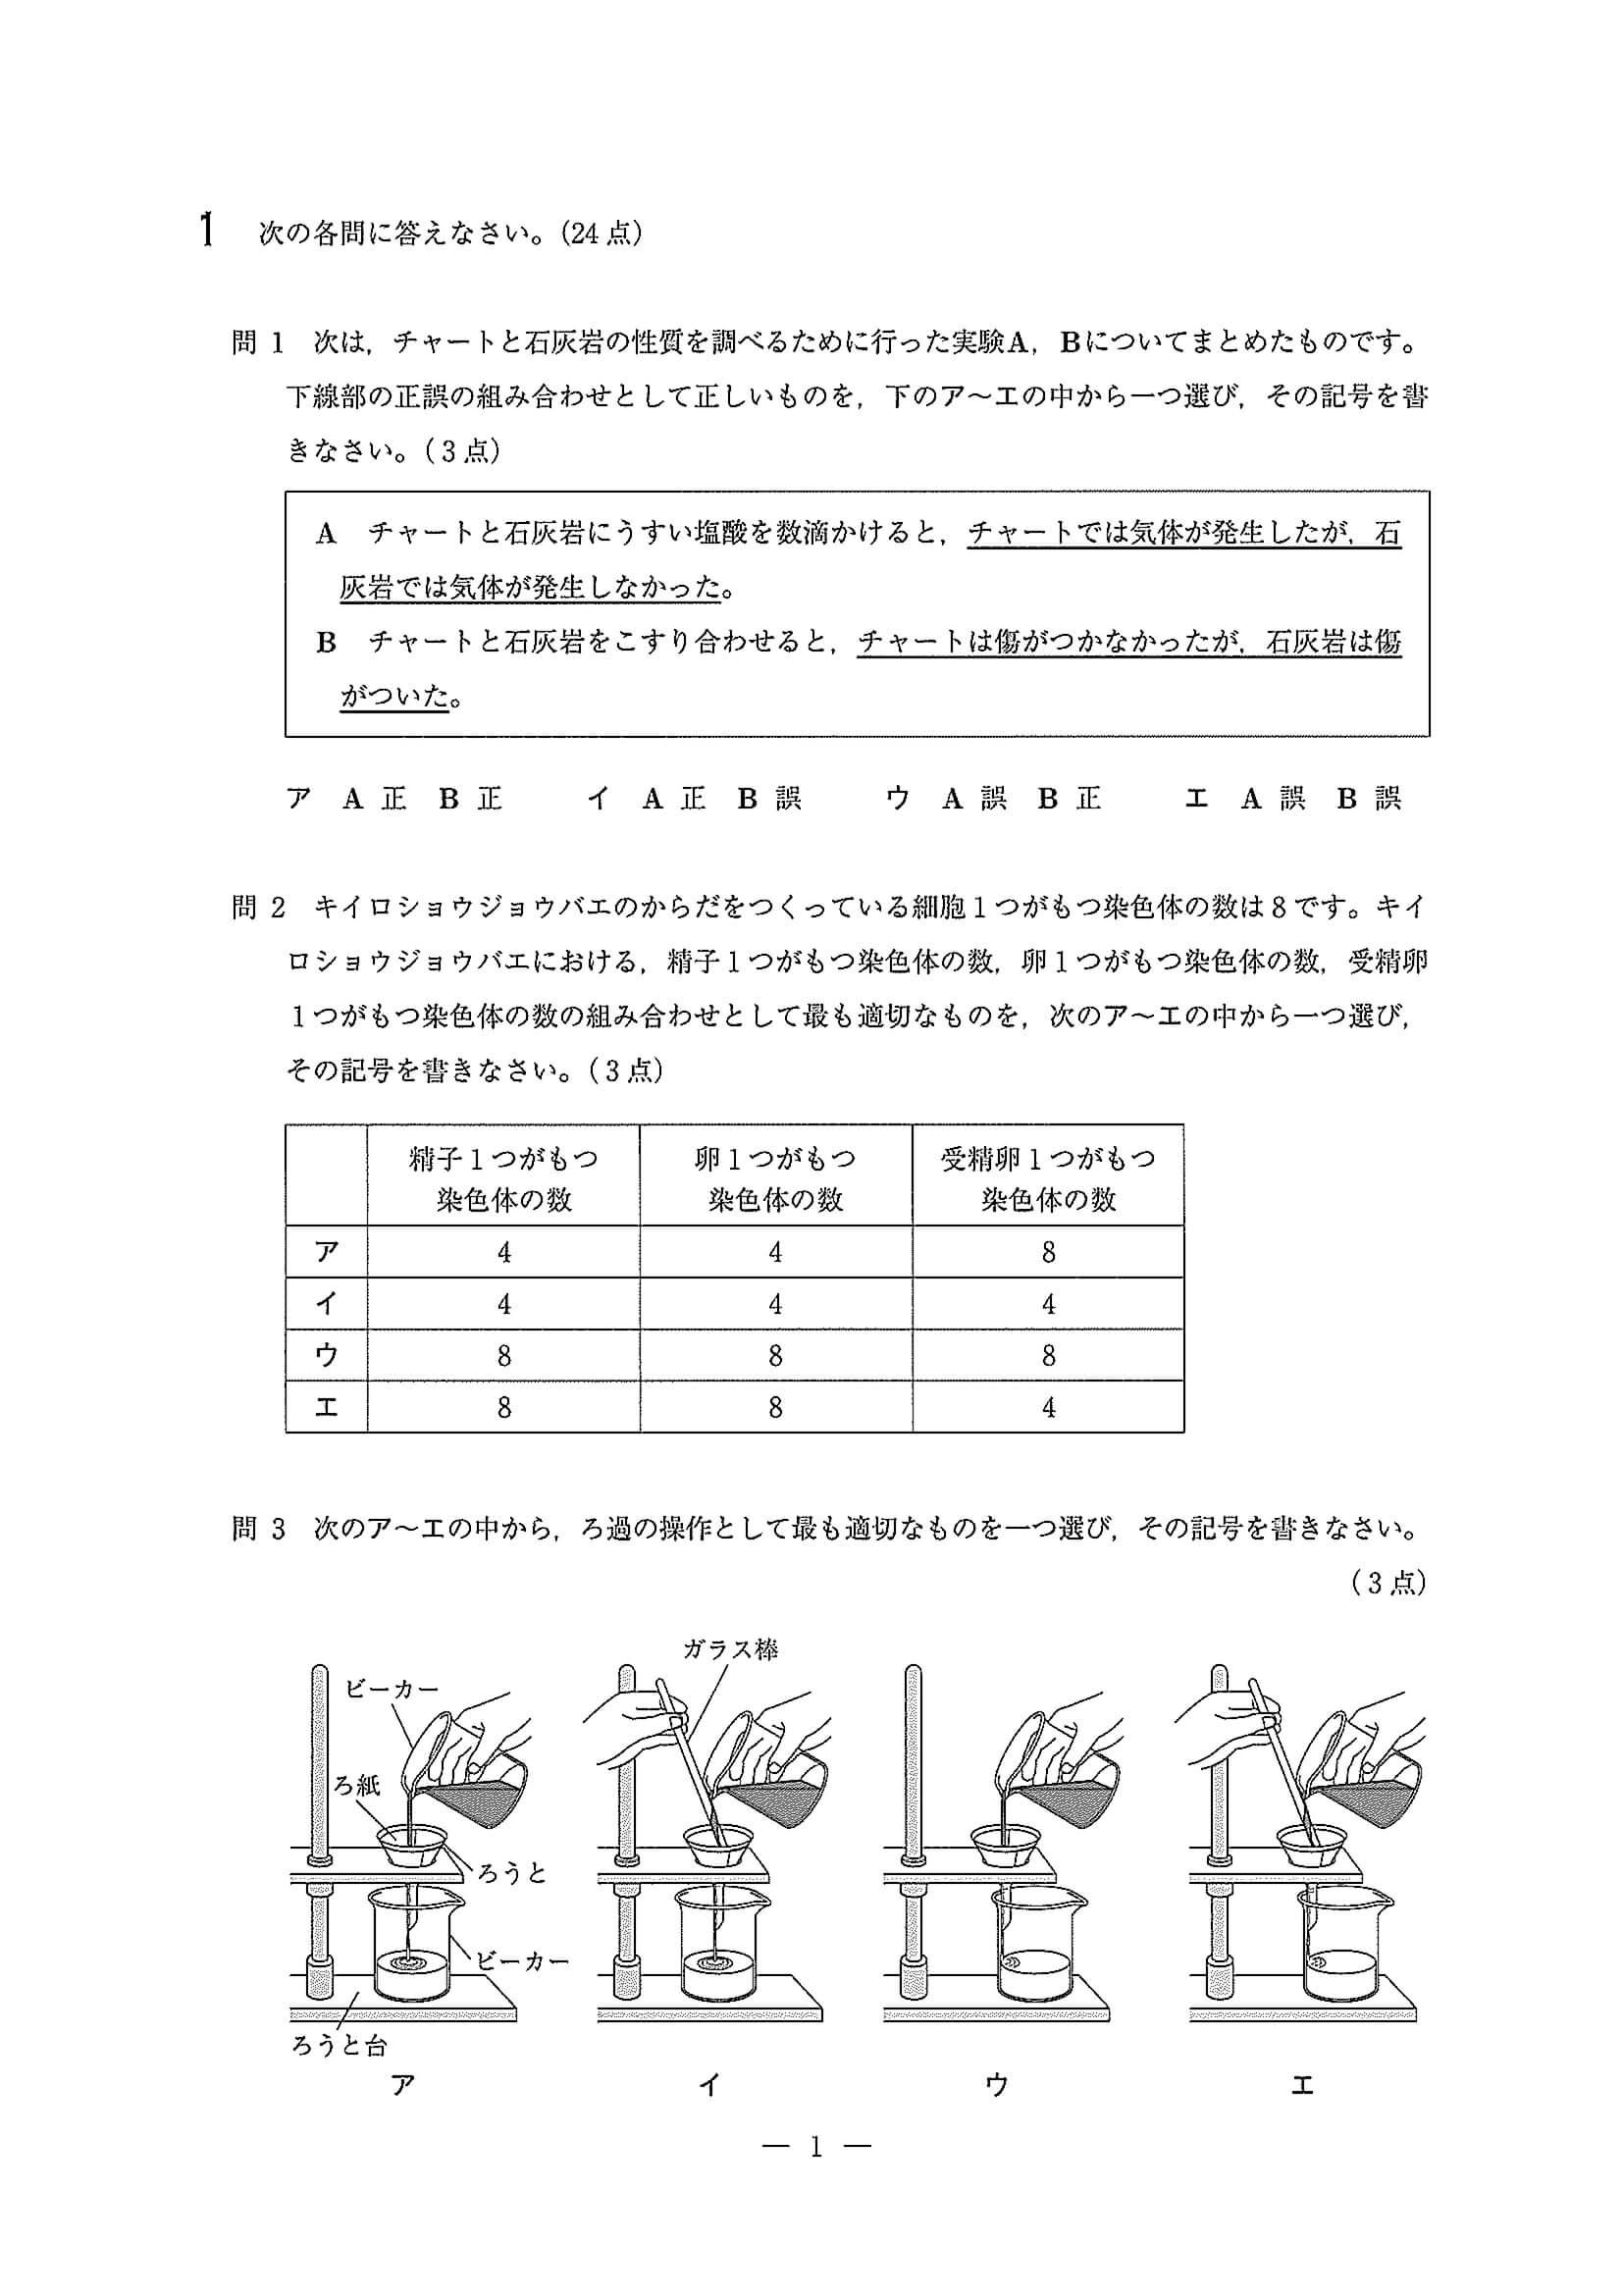 1 次の各問に答えなさい。(24点)
問 1 次は，チャートと石灰岩の性質を調べるために行った実験A，Bについてまとめたものです。
下線部の正誤の組み合わせとして正しいものを，下のア～エの中から一つ選び，その記号を書
きなさい。(3点)
A チャートと石灰岩にうすい塩酸を数滴かけると，チャートでは気体が発生したが，石
灰岩では気体が発生しなかった。
B チャートと石灰岩をこすり合わせると，チャートは傷がつかなかったが，石灰岩は傷
がついた。
ア A 正 B 正 イ A 正 B 誤 ウ A 誤 B 正 エ A 誤 B 誤
問 2 キイロショウジョウバエのからだをつくっている細胞1つがもつ染色体の数は8です。キイ
ロショウジョウバエにおける，精子1つがもつ染色体の数，卵1つがもつ染色体の数，受精卵
1つがもつ染色体の数の組み合わせとして最も適切なものを，次のア～エの中から一つ選び，
その記号を書きなさい。(3点)
精子1つがもつ 卵1つがもつ 受精卵1つがもつ
染色体の数 染色体の数 染色体の数
ア 4 4 8
イ 4 4 4
ウ 8 8 8
エ 8 8 4
問 3 次のア～エの中から，ろ過の操作として最も適切なものを一つ選び，その記号を書きなさい。
(3点)
ガラス棒
ビーカー
ろ紙
ろうと
ビーカー
ろうと台
ア イ ウ エ
— 1 —